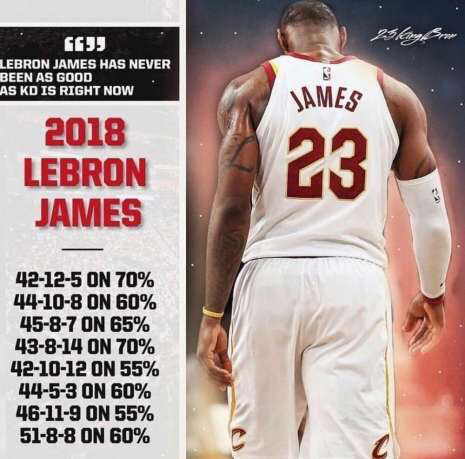 LEBRON JAMES HAS NEVER
BEEN AS GOOD
AS KD IS RIGHT NOW
2018
LEBRON
JAMES
42-12-5 ON 70%
44-10-8 ON 60%
45-8-7 ON 65%
43-8-14 ON 70%
42-10-12 ON 55%
44-5-3 ON 60%
46-11-9 ON 55%
51-8-8 ON 60%
23KingBron
JAMES
23